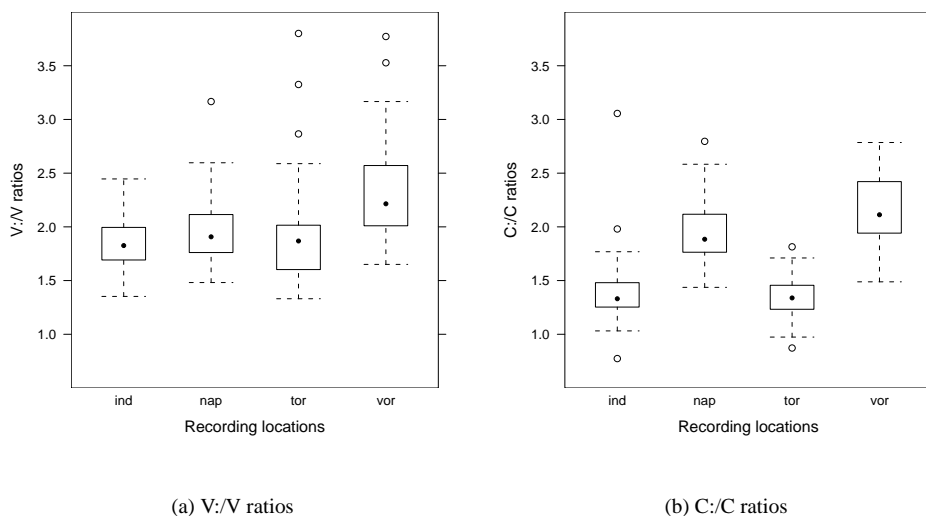 3.5
3.0
2.5
2.0
1.5
1.0
V:/V ratios
ind nap tor vor
Recording locations
(a) V:/V ratios
3.5
3.0
2.5
2.0
1.5
1.0
C:/C ratios
ind nap tor vor
Recording locations
(b) C:/C ratios